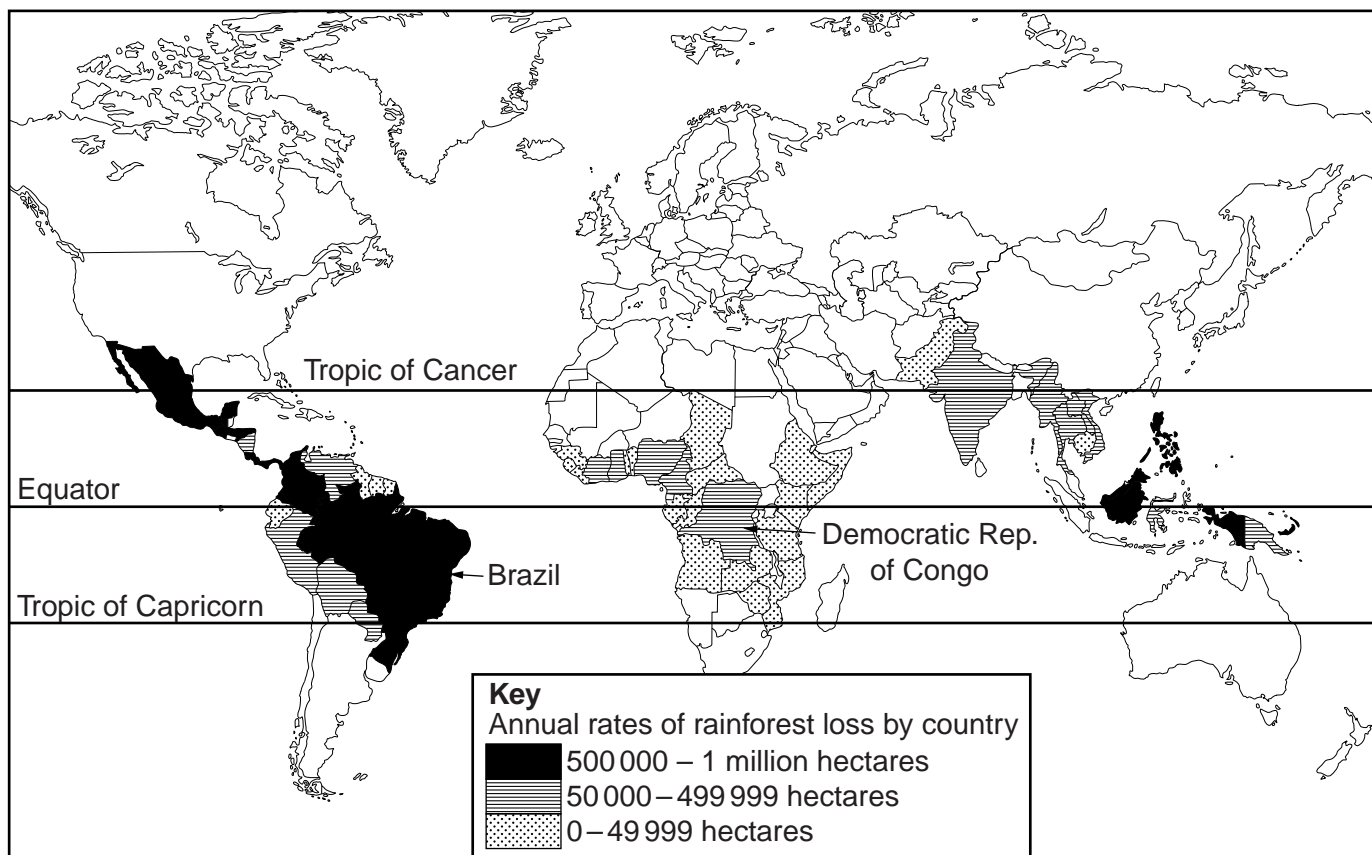 Tropic of Cancer
Equator
Democratic Rep.
of Congo
Brazil
Tropic of Capricorn
Key
Annual rates of rainforest loss by country
500 000 – 1 million hectares
50 000 – 499 999 hectares
0 – 49 999 hectares